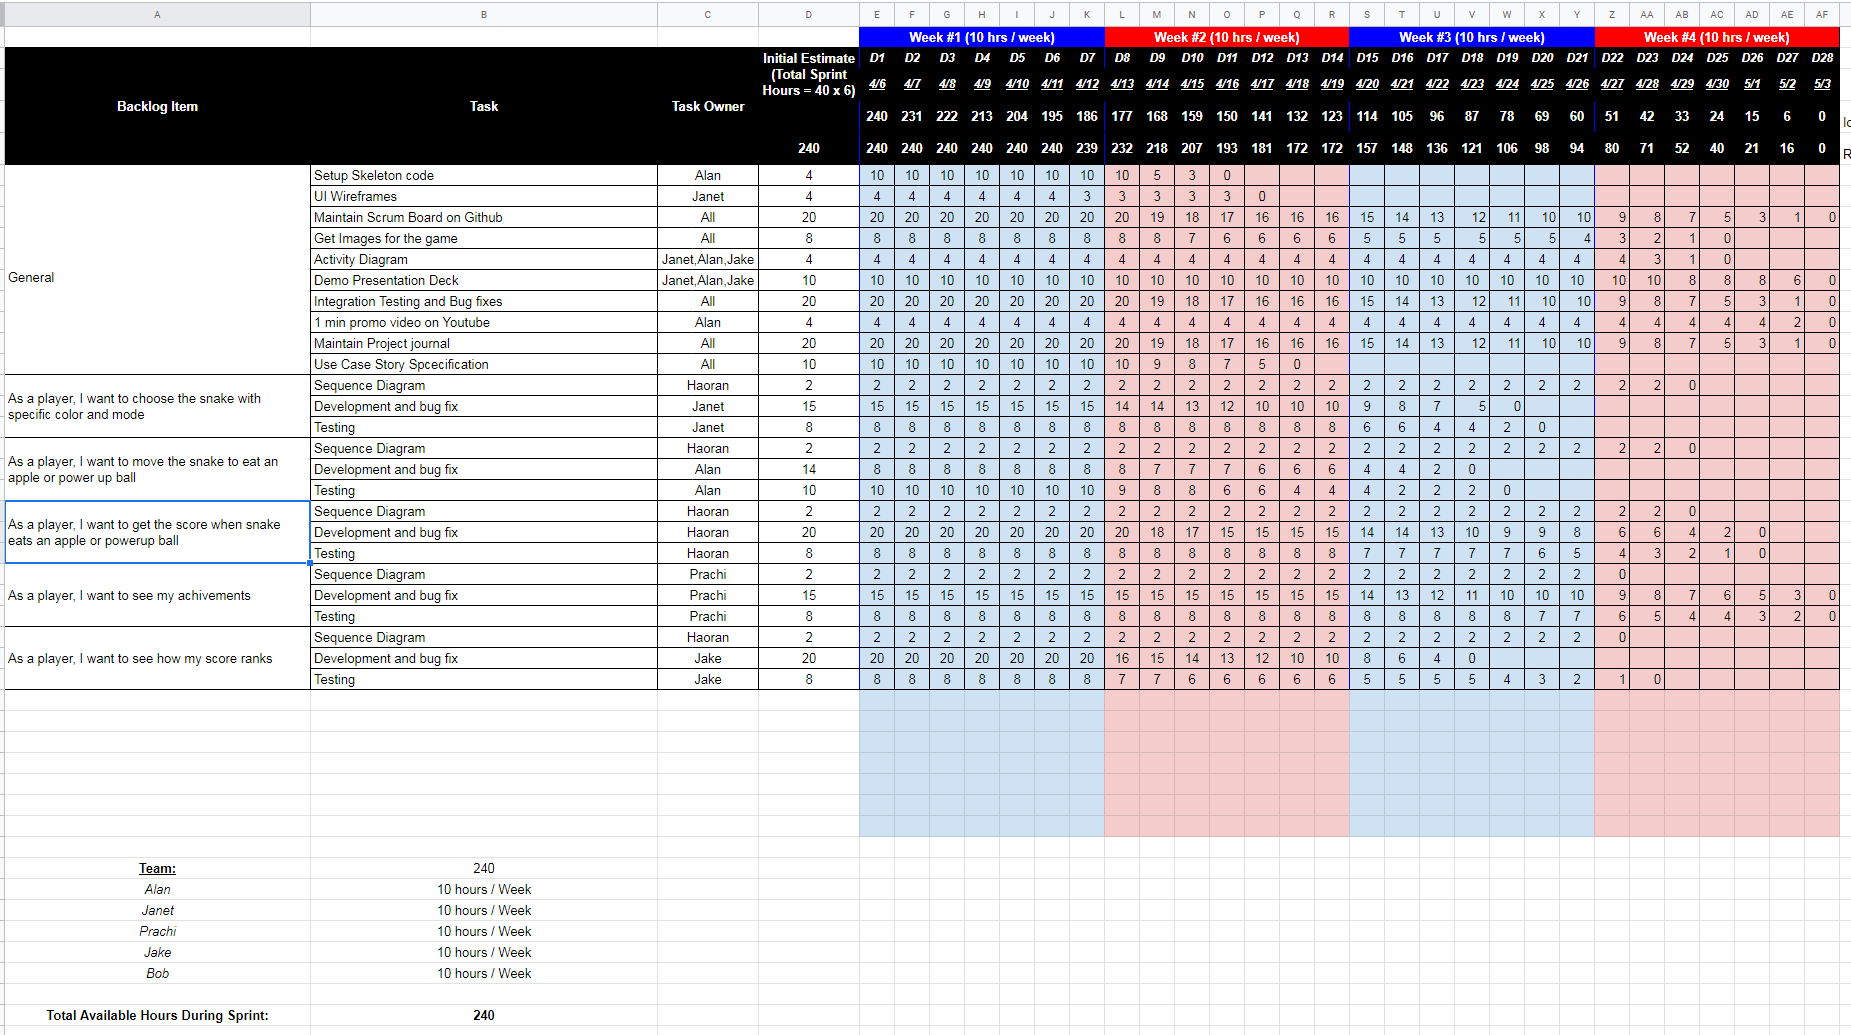 A B C D E F G H I J K L M N O P Q R S T U V W X Y Z AA AB AC AD AE AF
Week #1 (10 hrs / week) Week #2 (10 hrs / week) Week #3 (10 hrs / week) Week #4 (10 hrs / week)
Backlog Item Task Task Owner Initial Estimate
(Total Sprint
Hours = 40 x 6)
D1 D2 D3 D4 D5 D6 D7 D8 D9 D10 D11 D12 D13 D14 D15 D16 D17 D18 D19 D20 D21 D22 D23 D24 D25 D26 D27 D28
4/6 4/7 4/8 4/9 4/10 4/11 4/12 4/13 4/14 4/15 4/16 4/17 4/18 4/19 4/20 4/21 4/22 4/23 4/24 4/25 4/26 4/27 4/28 4/29 4/30 5/1 5/2 5/3
240 231 222 213 204 195 186 177 168 159 150 141 132 123 114 105 96 87 78 69 60 51 42 33 24 15 6 0
240 240 240 240 240 240 240 239 232 218 207 193 181 172 172 157 148 136 121 106 98 94 80 71 52 40 21 16 0
General
Setup Skeleton code Alan 4 10 10 10 10 10 10 10 10 5 3 0
UI Wireframes Janet 4 4 4 4 4 4 4 3 3 3 3 3 0
Maintain Scrum Board on Github All 20 20 20 20 20 20 20 20 20 19 18 17 16 16 16 15 14 13 12 11 10 10 9 8 7 5 3 1 0
Get Images for the game All 8 8 8 8 8 8 8 8 8 8 7 6 6 6 6 5 5 5 5 5 5 4 3 2 1 0
Activity Diagram Janet,Alan,Jake 4 4 4 4 4 4 4 4 4 4 4 4 4 4 4 4 4 4 4 4 4 4 4 3 1 0
Demo Presentation Deck Janet,Alan,Jake 10 10 10 10 10 10 10 10 10 10 10 10 10 10 10 10 10 10 10 10 10 10 10 10 8 8 8 6 0
Integration Testing and Bug fixes All 20 20 20 20 20 20 20 20 20 19 18 17 16 16 16 15 14 13 12 11 10 10 9 8 7 5 3 1 0
1 min promo video on Youtube Alan 4 4 4 4 4 4 4 4 4 4 4 4 4 4 4 4 4 4 4 4 4 4 4 4 4 4 4 2 0
Maintain Project journal All 20 20 20 20 20 20 20 20 20 19 18 17 16 16 16 15 14 13 12 11 10 10 9 8 7 5 3 1 0
Use Case Story Spcecification All 10 10 10 10 10 10 10 10 10 9 8 7 5 0
As a player, I want to choose the snake with
specific color and mode
Sequence Diagram Haoran 2 2 2 2 2 2 2 2 2 2 2 2 2 2 2 2 2 2 2 2 2 2 2 2 0
Development and bug fix Janet 15 15 15 15 15 15 15 15 14 14 13 12 10 10 10 9 8 7 5 0
Testing Janet 8 8 8 8 8 8 8 8 8 8 8 8 8 8 8 6 6 4 4 2 0
As a player, I want to move the snake to eat an
apple or power up ball
Sequence Diagram Haoran 2 2 2 2 2 2 2 2 2 2 2 2 2 2 2 2 2 2 2 2 2 2 2 2 0
Development and bug fix Alan 14 8 8 8 8 8 8 8 8 7 7 7 6 6 6 4 4 2 0
Testing Alan 10 10 10 10 10 10 10 10 9 8 8 6 6 4 4 4 2 2 2 0
As a player, I want to get the score when snake
eats an apple or powerup ball
Sequence Diagram Haoran 2 2 2 2 2 2 2 2 2 2 2 2 2 2 2 2 2 2 2 2 2 2 2 2 0
Development and bug fix Haoran 20 20 20 20 20 20 20 20 20 18 17 15 15 15 15 14 14 13 10 9 9 8 6 6 4 2 0
Testing Haoran 8 8 8 8 8 8 8 8 8 8 8 8 8 8 8 7 7 7 7 7 6 5 4 3 2 1 0
As a player, I want to see my achivements
Sequence Diagram Prachi 2 2 2 2 2 2 2 2 2 2 2 2 2 2 2 2 2 2 2 2 2 2 0
Development and bug fix Prachi 15 15 15 15 15 15 15 15 15 15 15 15 15 15 15 14 13 12 11 10 10 10 9 8 7 6 5 3 0
Testing Prachi 8 8 8 8 8 8 8 8 8 8 8 8 8 8 8 8 8 8 8 8 7 7 6 5 4 4 3 2 0
As a player, I want to see how my score ranks
Sequence Diagram Haoran 2 2 2 2 2 2 2 2 2 2 2 2 2 2 2 2 2 2 2 2 2 2 0
Development and bug fix Jake 20 20 20 20 20 20 20 20 16 15 14 13 12 10 10 8 6 4 0
Testing Jake 8 8 8 8 8 8 8 8 7 7 6 6 6 6 6 5 5 5 5 4 3 2 1 0
Team: 240
Alan 10 hours / Week
Janet 10 hours / Week
Prachi 10 hours / Week
Jake 10 hours / Week
Bob 10 hours / Week
Total Available Hours During Sprint: 240